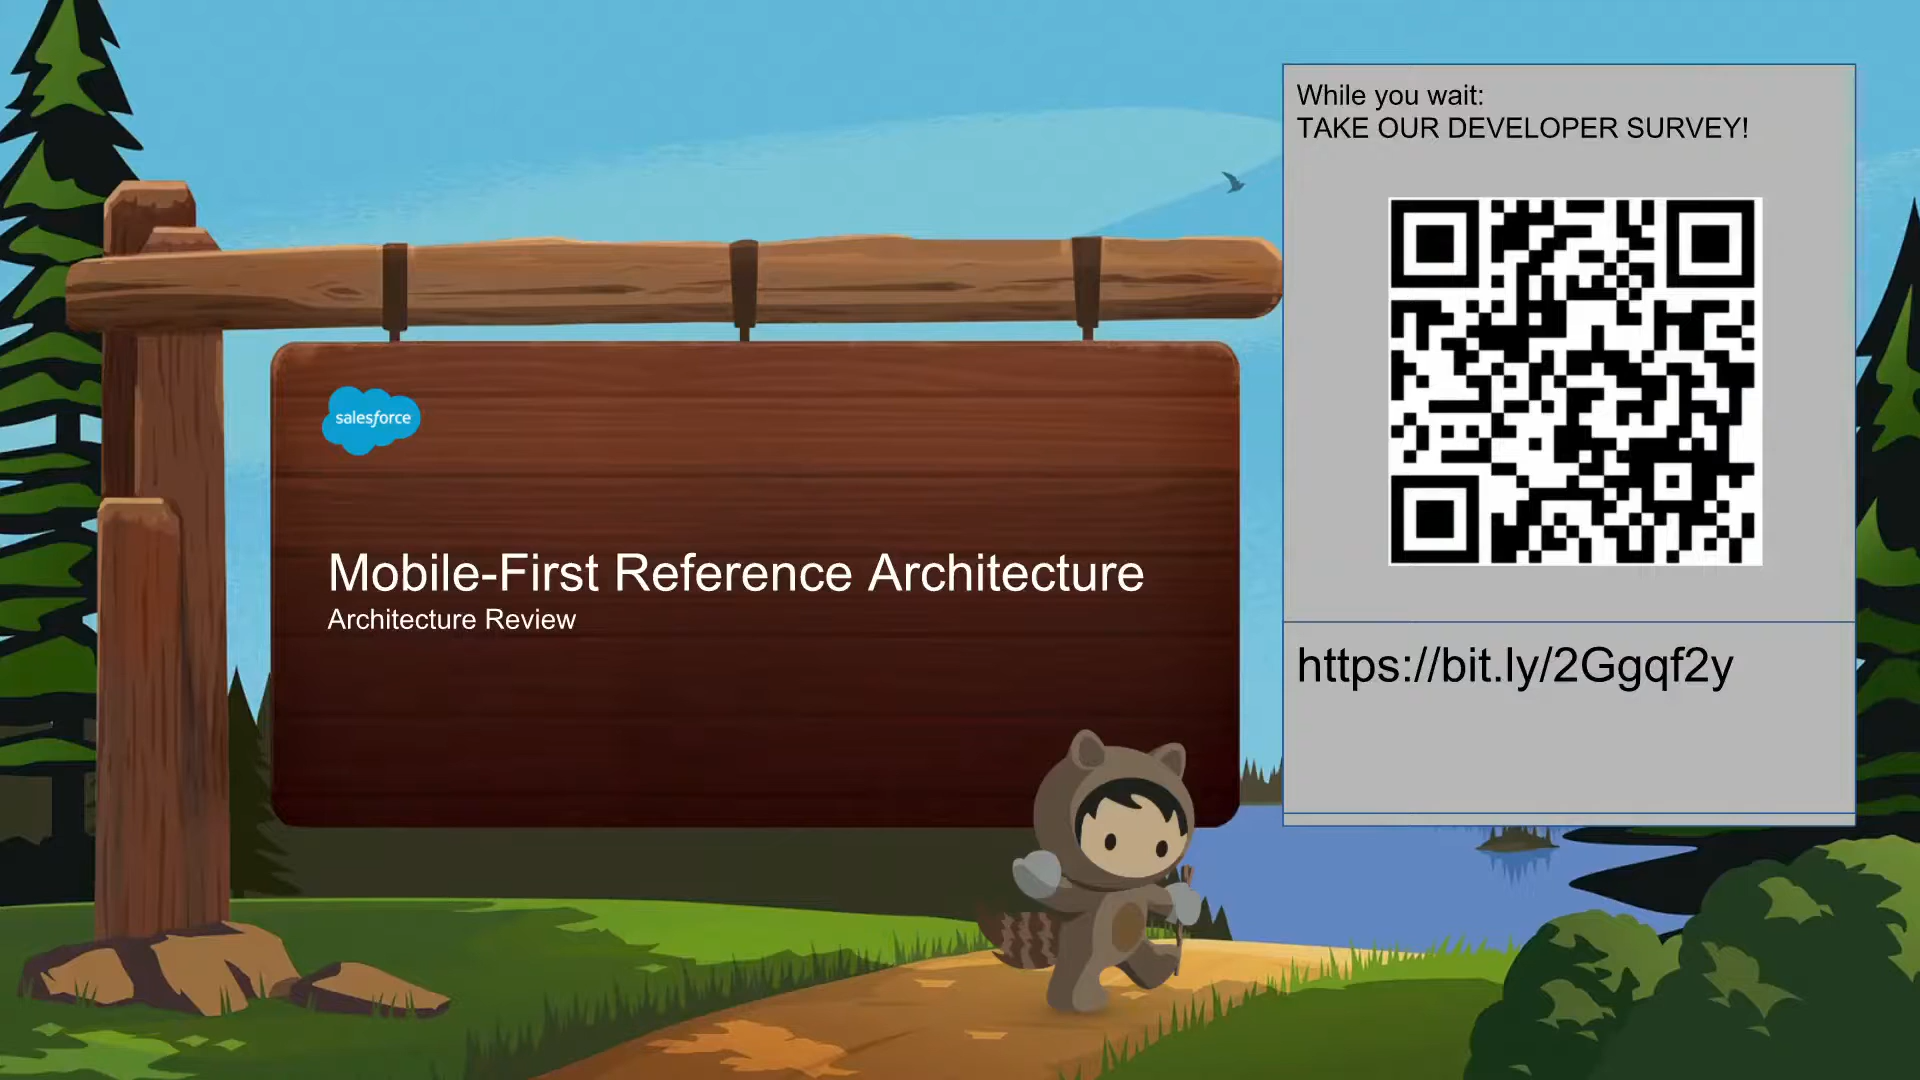 salesforce
Mobile-First Reference Architecture
Architecture Review
While you wait:
TAKE OUR DEVELOPER SURVEY!
https://bit.ly/2Ggqf2y